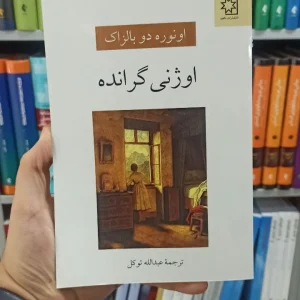 اونوره دو بالزاک
اوژنی گرانده
ترجمهٔ عبدالله توکل